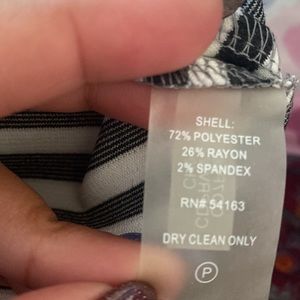 SHELL:
72% POLYESTER
26% RAYON
2% SPANDEX
RN# 54163
DRY CLEAN ONLY
P